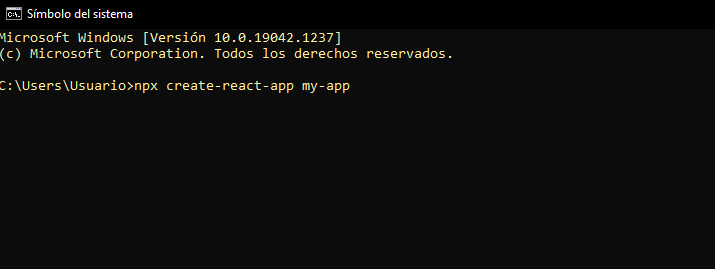 Símbolo del sistema
Microsoft Windows [Versión 10.0.19042.1237]
(c) Microsoft Corporation. Todos los derechos reservados.
C:\Users\Usuario>npx create-react-app my-app